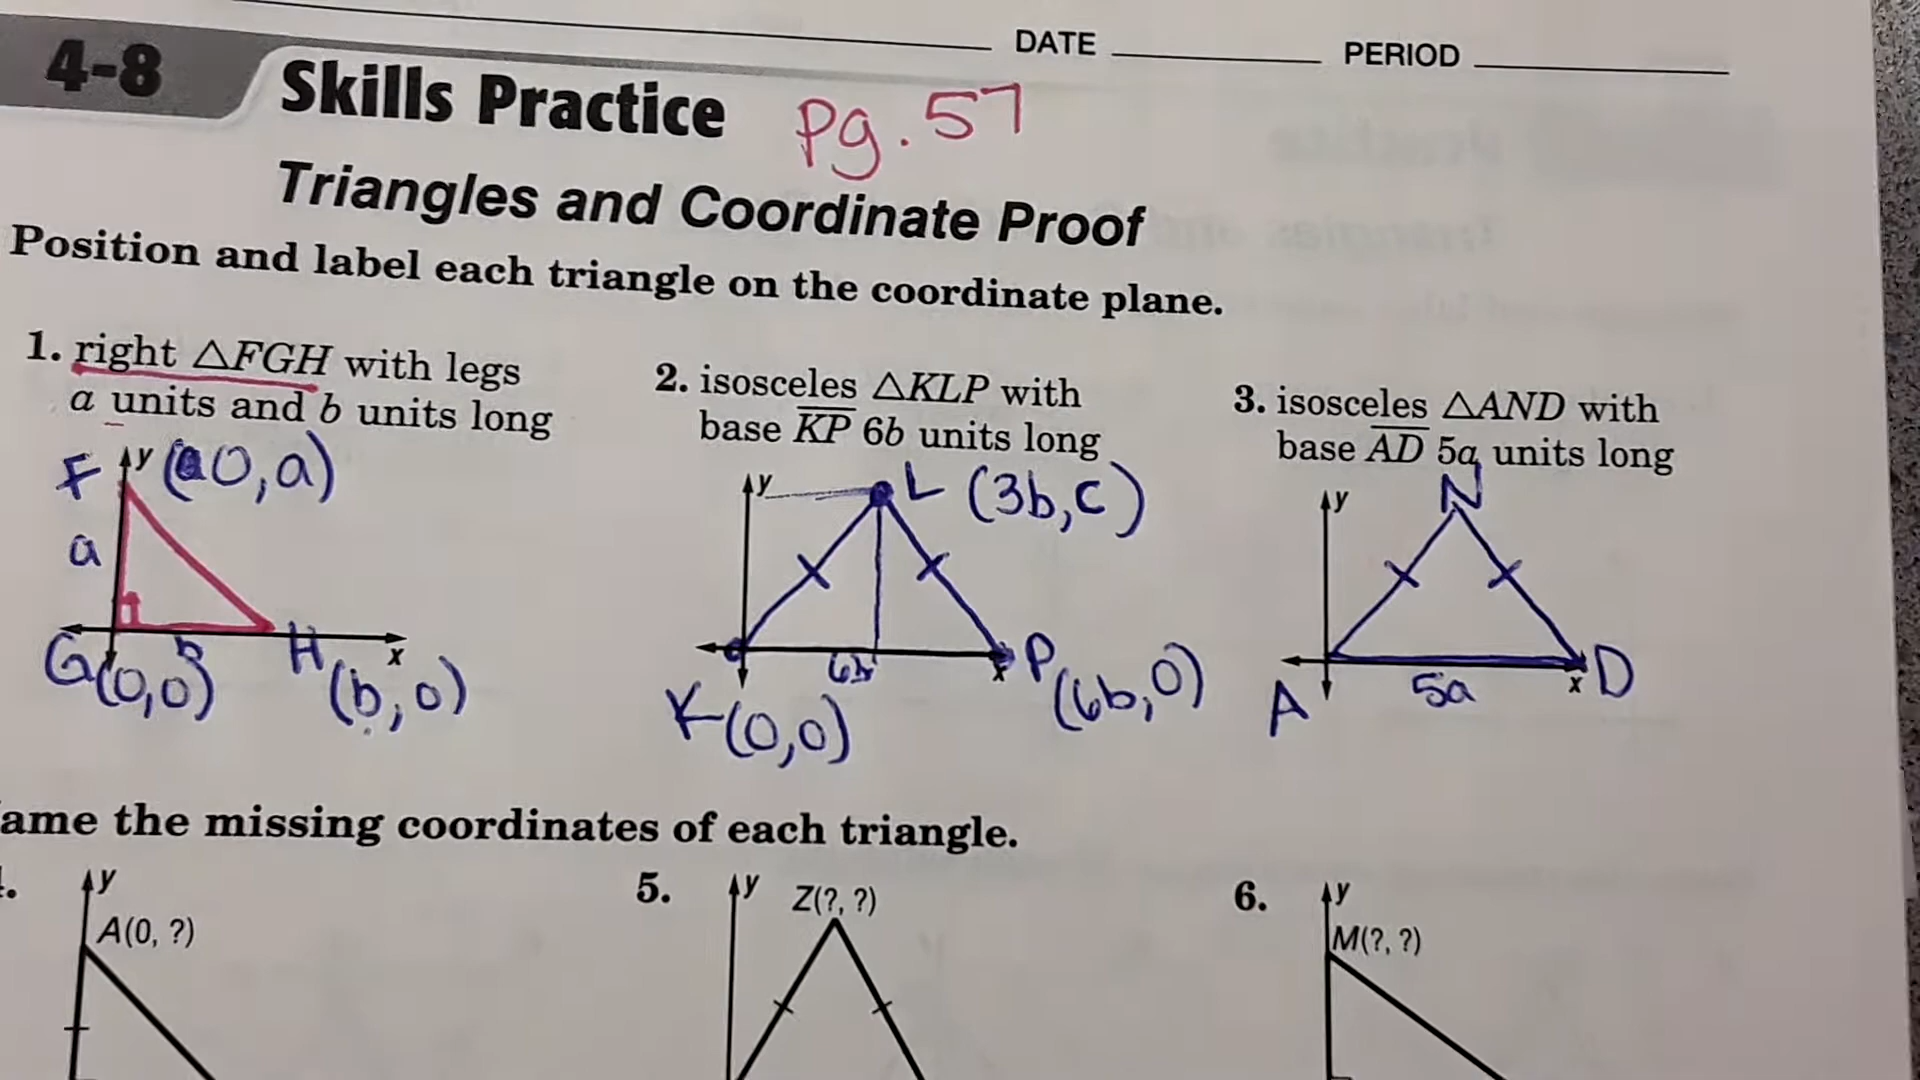 DATE PERIOD
4-8 Skills Practice pg. 57
Triangles and Coordinate Proof
Position and label each triangle on the coordinate plane.
1. right △FGH with legs
a units and b units long
F y (0, a)
a
G(0,0) b H x
(b, 0)
2. isosceles △KLP with
base KP 6b units long
y L (3b, c)
6b x P(6b, 0)
K(0,0)
3. isosceles △AND with
base AD 5a units long
y N
A 5a x D
ame the missing coordinates of each triangle.
.
y
A(0, ?)
5. y Z(?, ?)
6. y
M(?, ?)